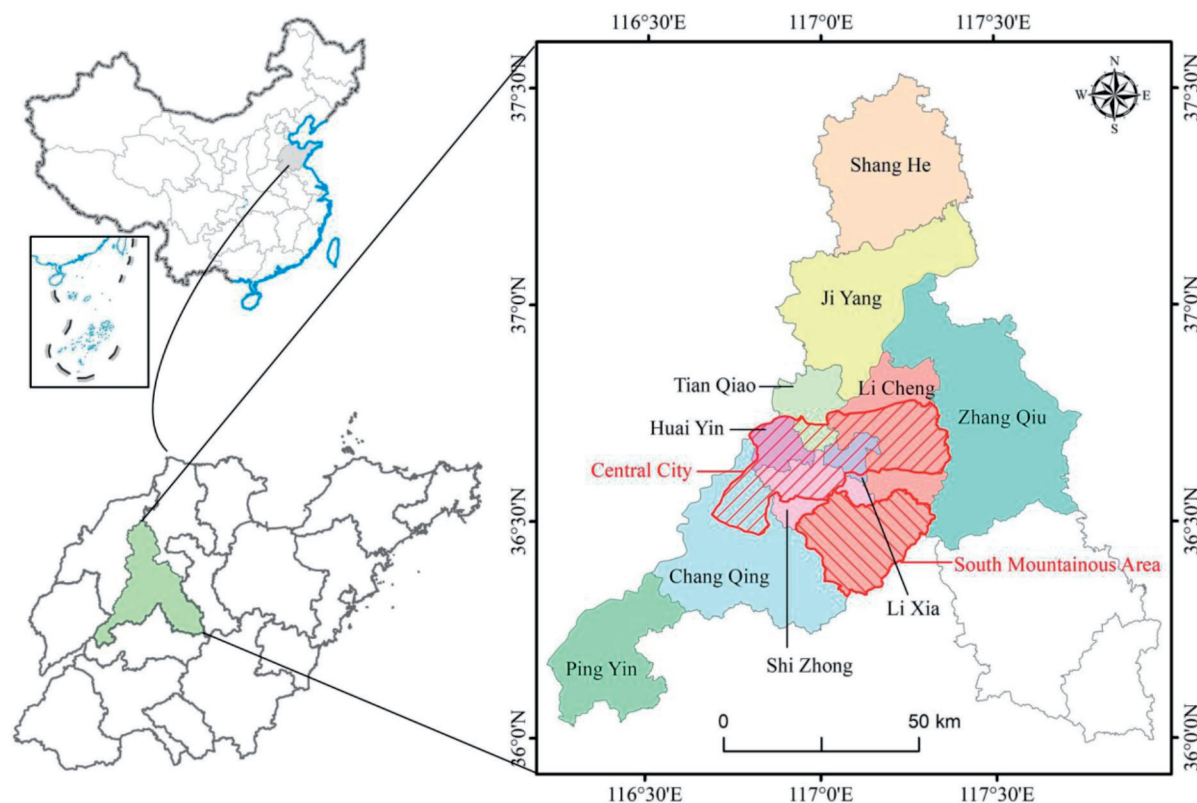 116°30'E
117°0'E
117°30'E
37°30'N
37°30'N
N
W
E
S
Shang He
Ji Yang
37°0'N
37°0'N
Tian Qiao
Li Cheng
Huai Yin
Zhang Qiu
Central City
36°30'N
36°30'N
Chang Qing
South Mountainous Area
Li Xia
Ping Yin
Shi Zhong
0
50 km
36°0'N
36°0'N
116°30'E
117°0'E
117°30'E